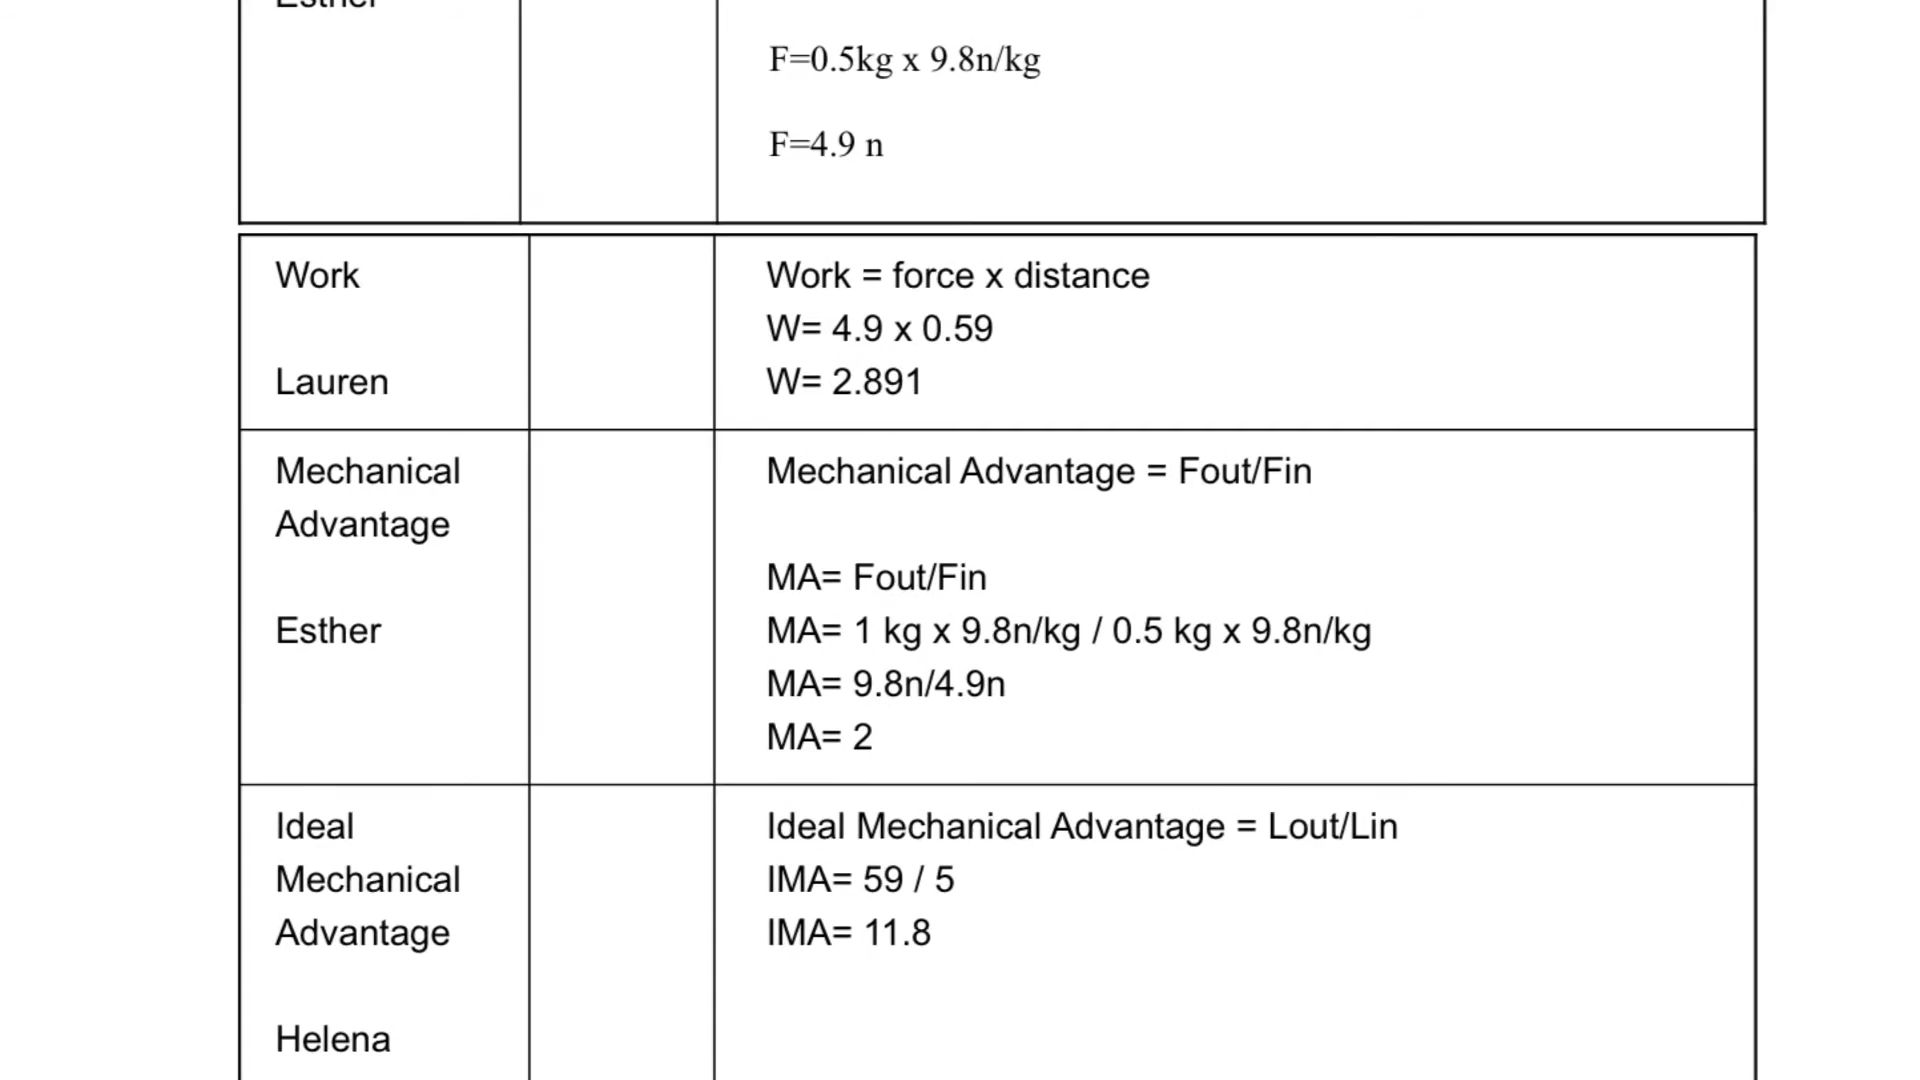 Esther
F=0.5kg x 9.8n/kg
F=4.9 n
Work
Lauren
Work = force x distance
W= 4.9 x 0.59
W= 2.891
Mechanical
Advantage
Esther
Mechanical Advantage = Fout/Fin
MA= Fout/Fin
MA= 1 kg x 9.8n/kg / 0.5 kg x 9.8n/kg
MA= 9.8n/4.9n
MA= 2
Ideal
Mechanical
Advantage
Helena
Ideal Mechanical Advantage = Lout/Lin
IMA= 59 / 5
IMA= 11.8